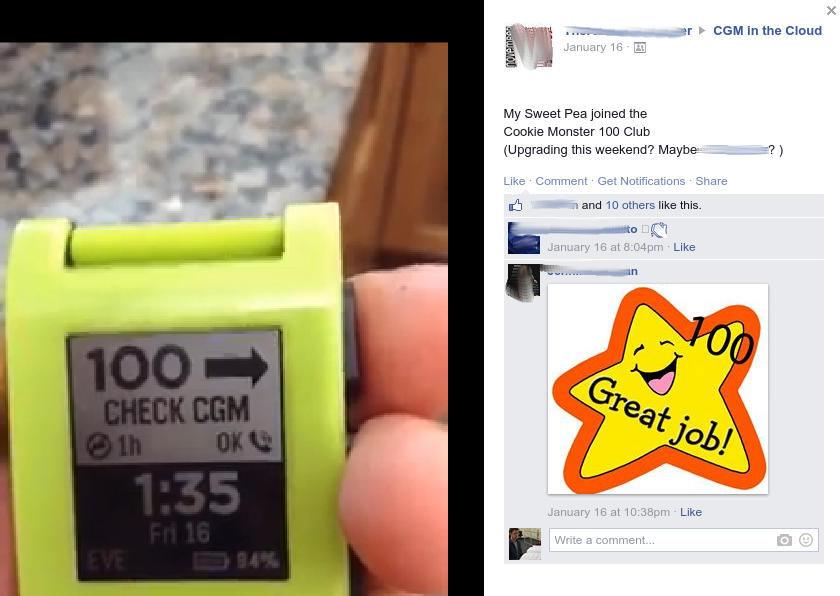 100
CHECK CGM
1h OK
1:35
Fri 16
EVE 94%
CGM in the Cloud
January 16 ·
My Sweet Pea joined the
Cookie Monster 100 Club
(Upgrading this weekend? Maybe ? )
Like · Comment · Get Notifications · Share
and 10 others like this.
January 16 at 8:04pm · Like
100
Great job!
January 16 at 10:38pm · Like
Write a comment...